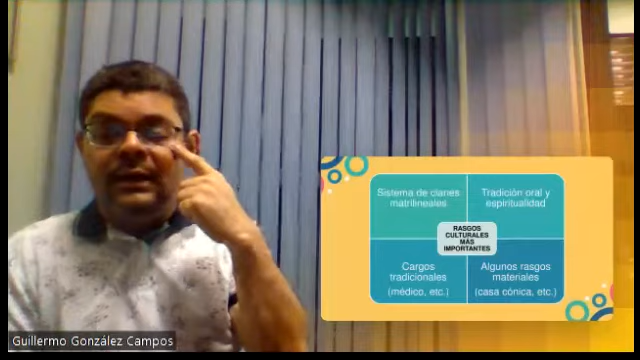 Sistema de clanes
matrilineales
Tradición oral y
espiritualidad
RASGOS
CULTURALES
MÁS
IMPORTANTES
Cargos
tradicionales
(médico, etc.)
Algunos rasgos
materiales
(casa cónica, etc.)
Guillermo González Campos